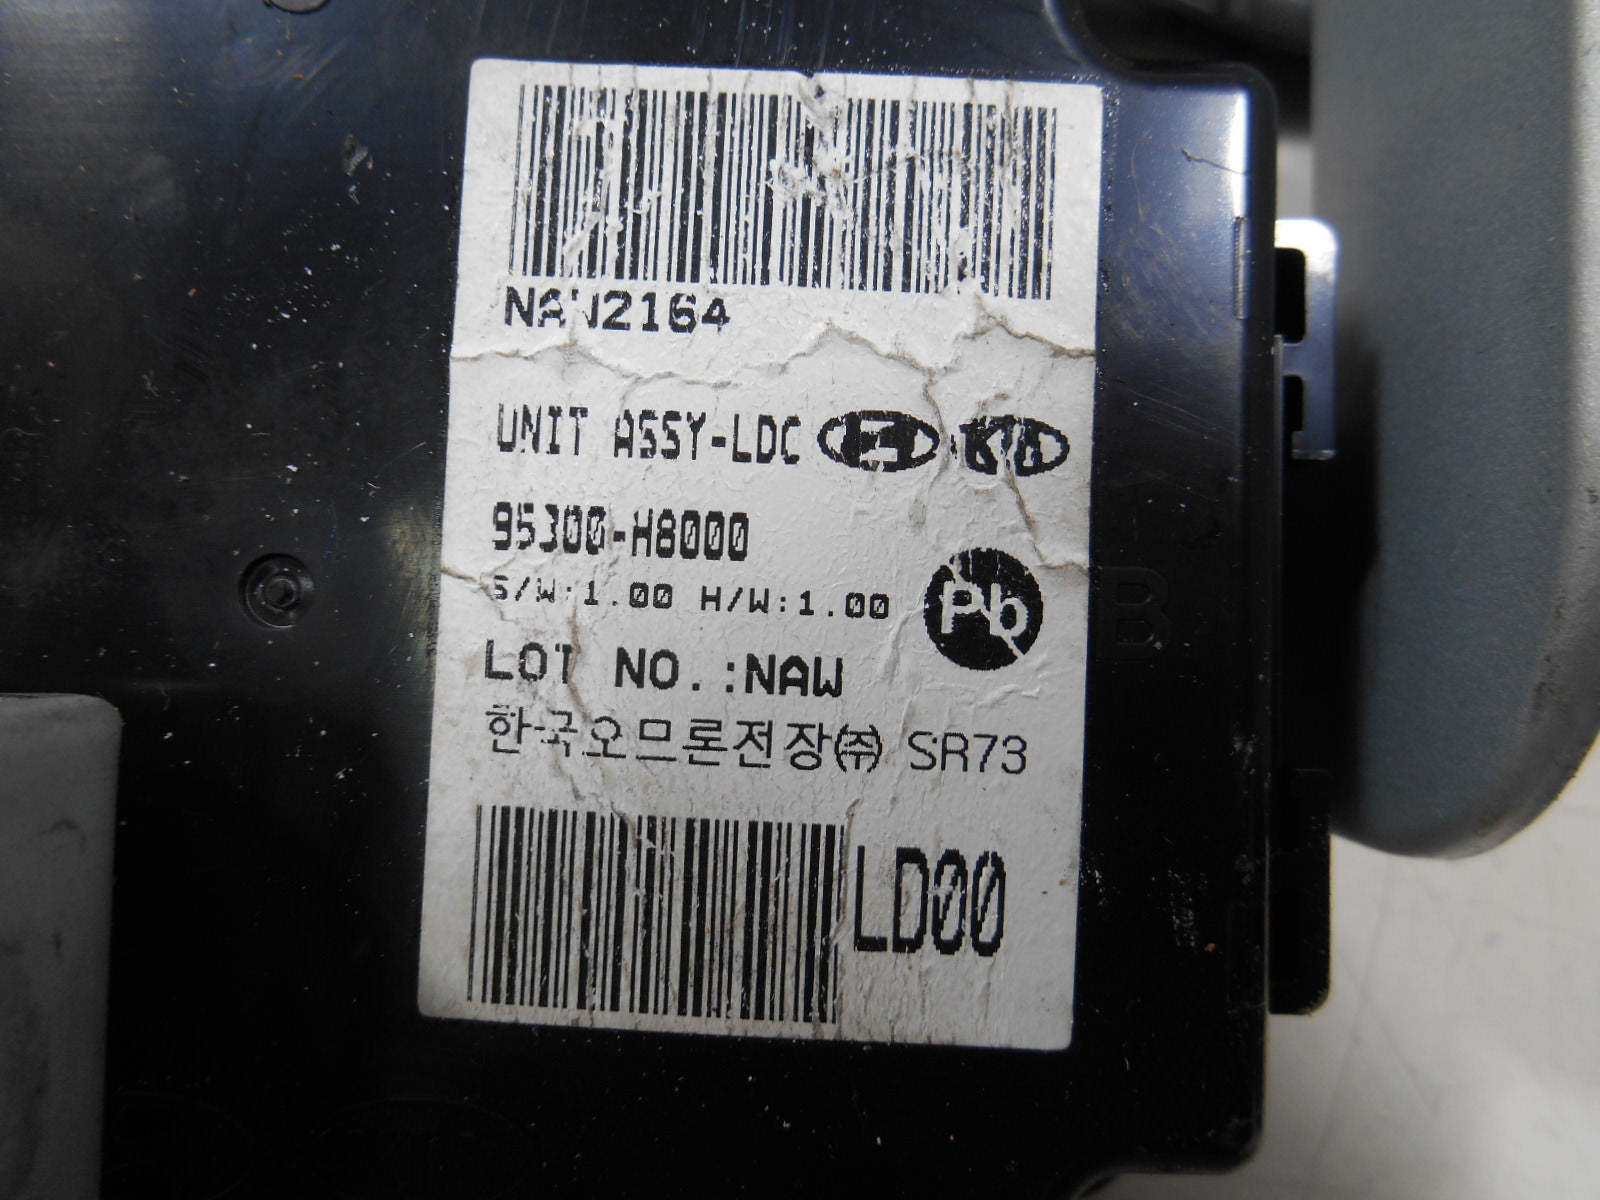 NAW2164
UNIT ASSY-LDC KIA
95300-H8000
S/W:1.00 H/W:1.00
Pb
LOT NO.:NAW
한국오므론전장㈜ SR73
LD00
B